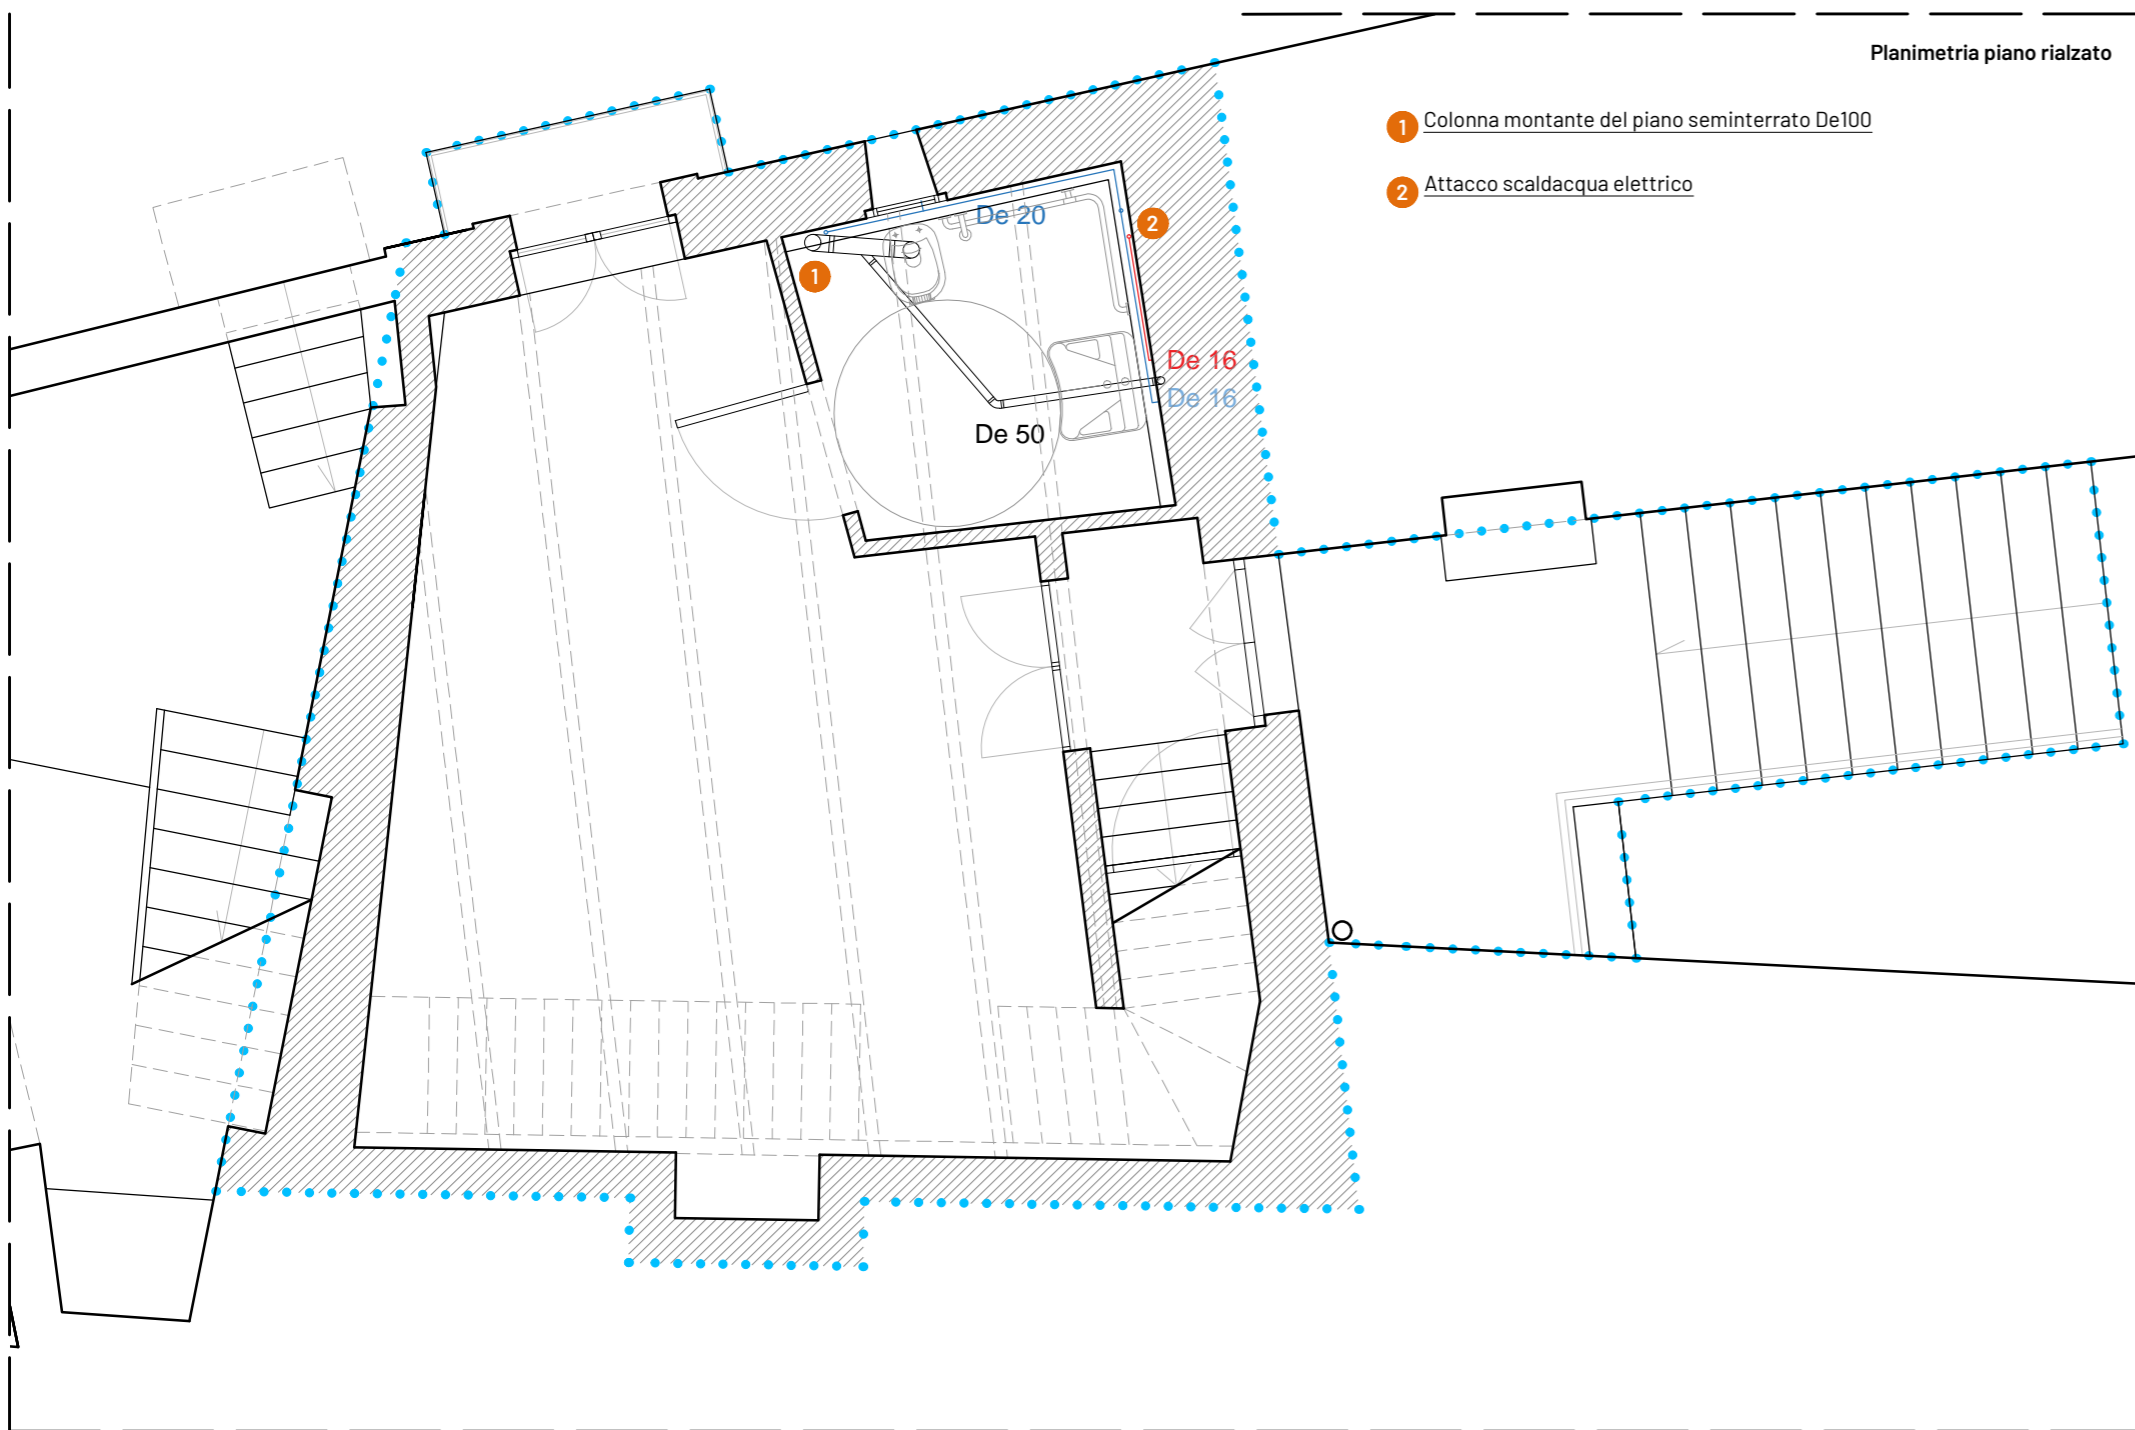 Planimetria piano rialzato
1 Colonna montante del piano seminterrato De100
2 Attacco scaldacqua elettrico
De 20
2
1
De 16
De 16
De 50